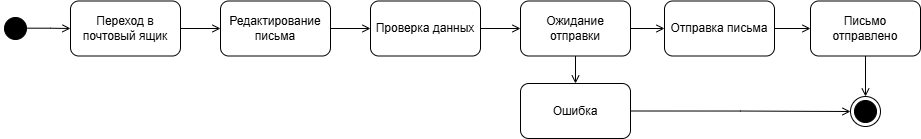 Переход в
почтовый ящик
Редактирование
письма
Проверка данных
Ожидание
отправки
Отправка письма
Письмо
отправлено
Ошибка